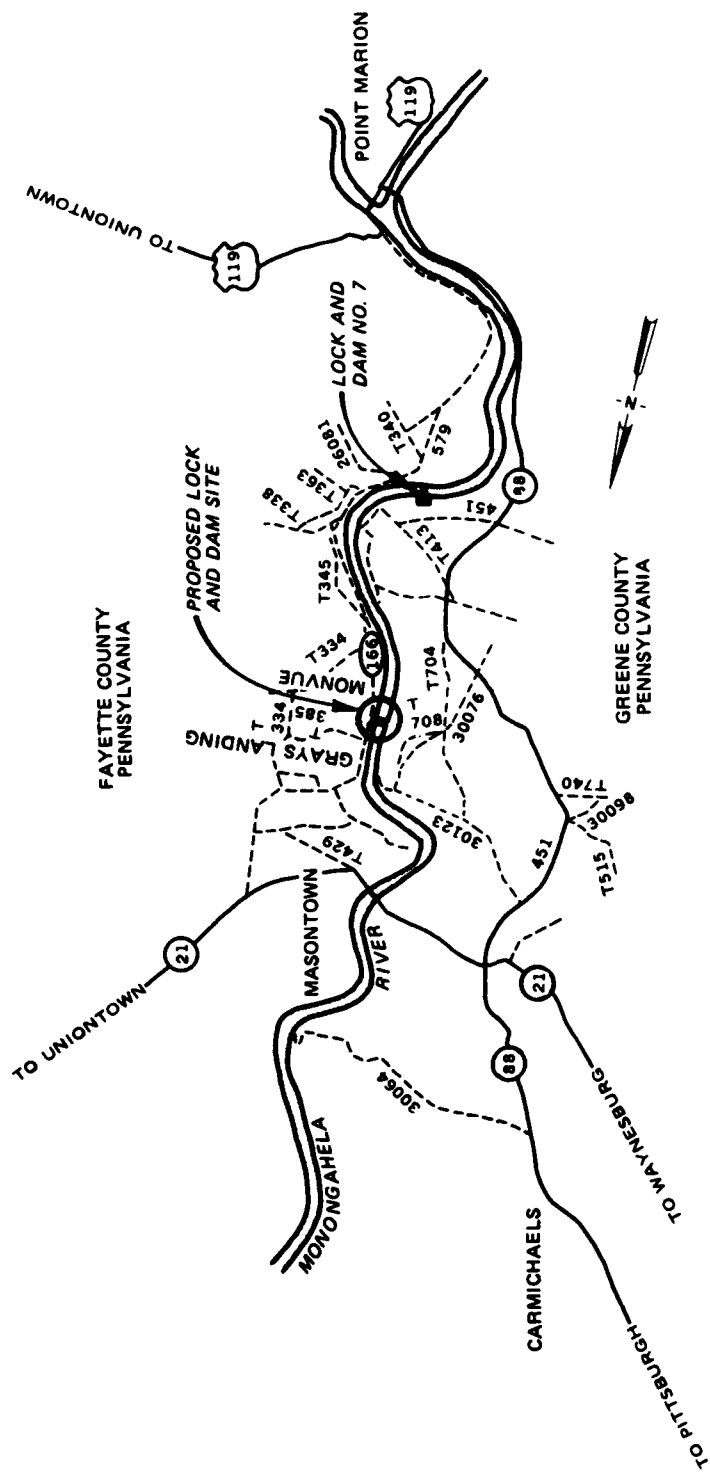 TO UNIONTOWN
119
POINT MARION
119
LOCK AND
DAM NO. 7
PROPOSED LOCK
AND DAM SITE
FAYETTE COUNTY
PENNSYLVANIA
T340
579
26081
T363
T338
T345
T334
166
MONVUE
GRAYS LANDING
T
334
385
T
T429
MASONTOWN
21
TO UNIONTOWN
RIVER
MONONGAHELA
N
88
451
T413
T704
T
708
30076
30123
GREENE COUNTY
PENNSYLVANIA
T740
30098
T515
451
21
TO WAYNESBURG
88
30064
CARMICHAELS
TO PITTSBURGH